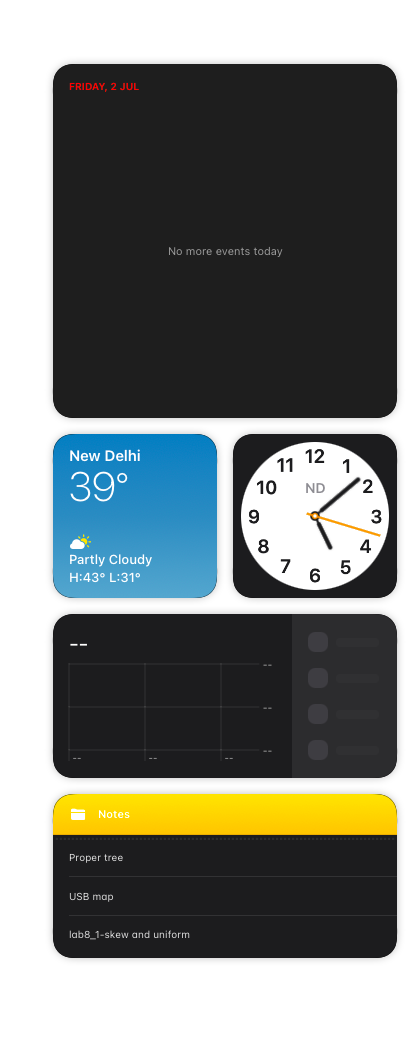 FRIDAY, 2 JUL
No more events today
New Delhi
39°
Partly Cloudy
H:43° L:31°
12
1
2
3
4
5
6
7
8
9
10
11
ND
--
--
--
--
-- -- --
Notes
Proper tree
USB map
lab8_1-skew and uniform